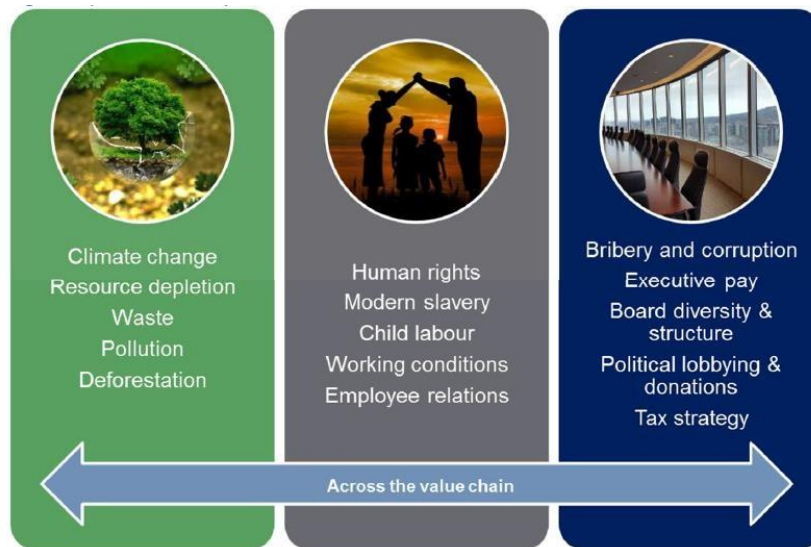 Climate change
Resource depletion
Waste
Pollution
Deforestation
Human rights
Modern slavery
Child labour
Working conditions
Employee relations
Bribery and corruption
Executive pay
Board diversity &
structure
Political lobbying &
donations
Tax strategy
Across the value chain